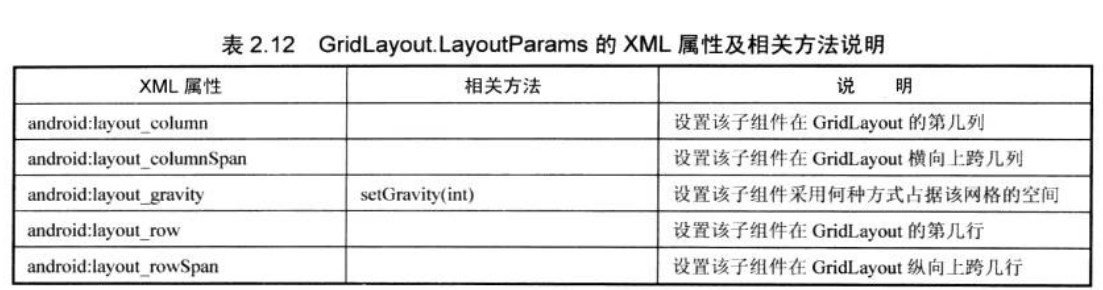 表 2.12 GridLayout.LayoutParams 的 XML 属性及相关方法说明
XML 属性 相关方法 说 明
android:layout_column 设置该子组件在 GridLayout 的第几列
android:layout_columnSpan 设置该子组件在 GridLayout 横向上跨几列
android:layout_gravity setGravity(int) 设置该子组件采用何种方式占据该网格的空间
android:layout_row 设置该子组件在 GridLayout 的第几行
android:layout_rowSpan 设置该子组件在 GridLayout 纵向上跨几行